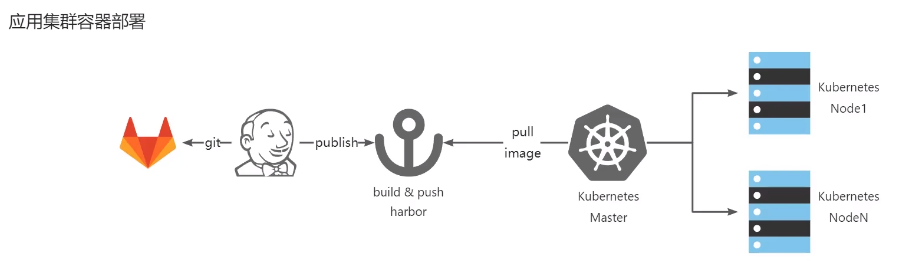 应用集群容器部署
git
publish
build & push
harbor
pull
image
Kubernetes
Master
Kubernetes
Node1
Kubernetes
NodeN